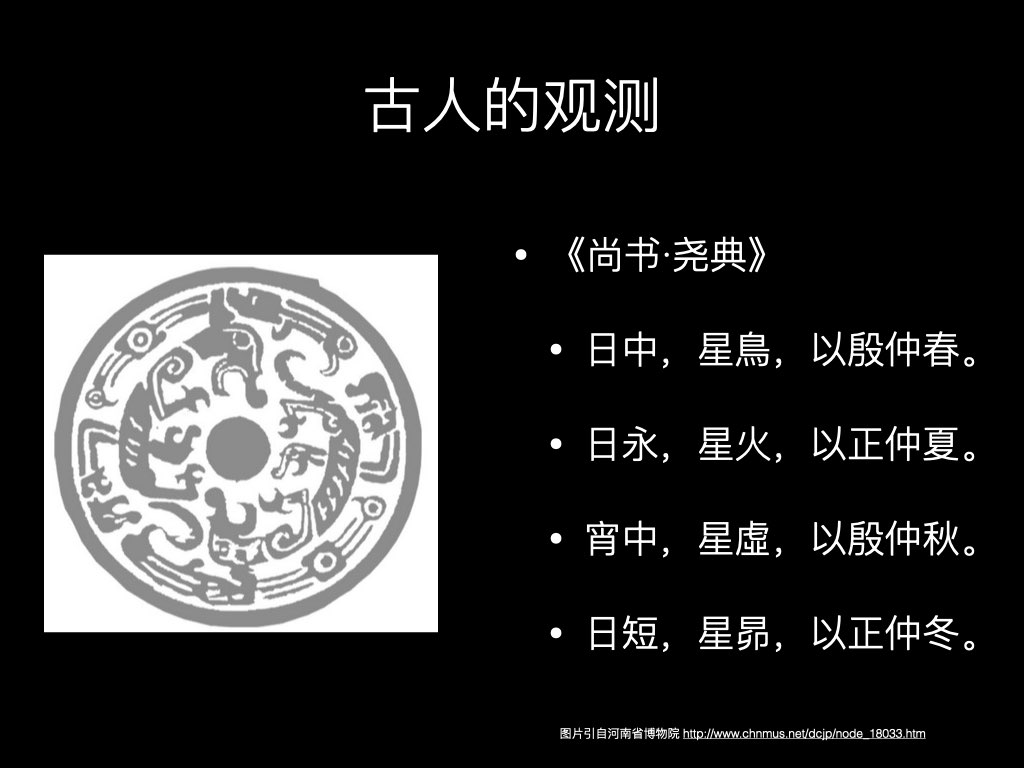 古人的观测
• 《尚书·尧典》
• 日中，星鳥，以殷仲春。
• 日永，星火，以正仲夏。
• 宵中，星虛，以殷仲秋。
• 日短，星昴，以正仲冬。
图片引自河南省博物院 http://www.chnmus.net/dcjp/node_18033.htm